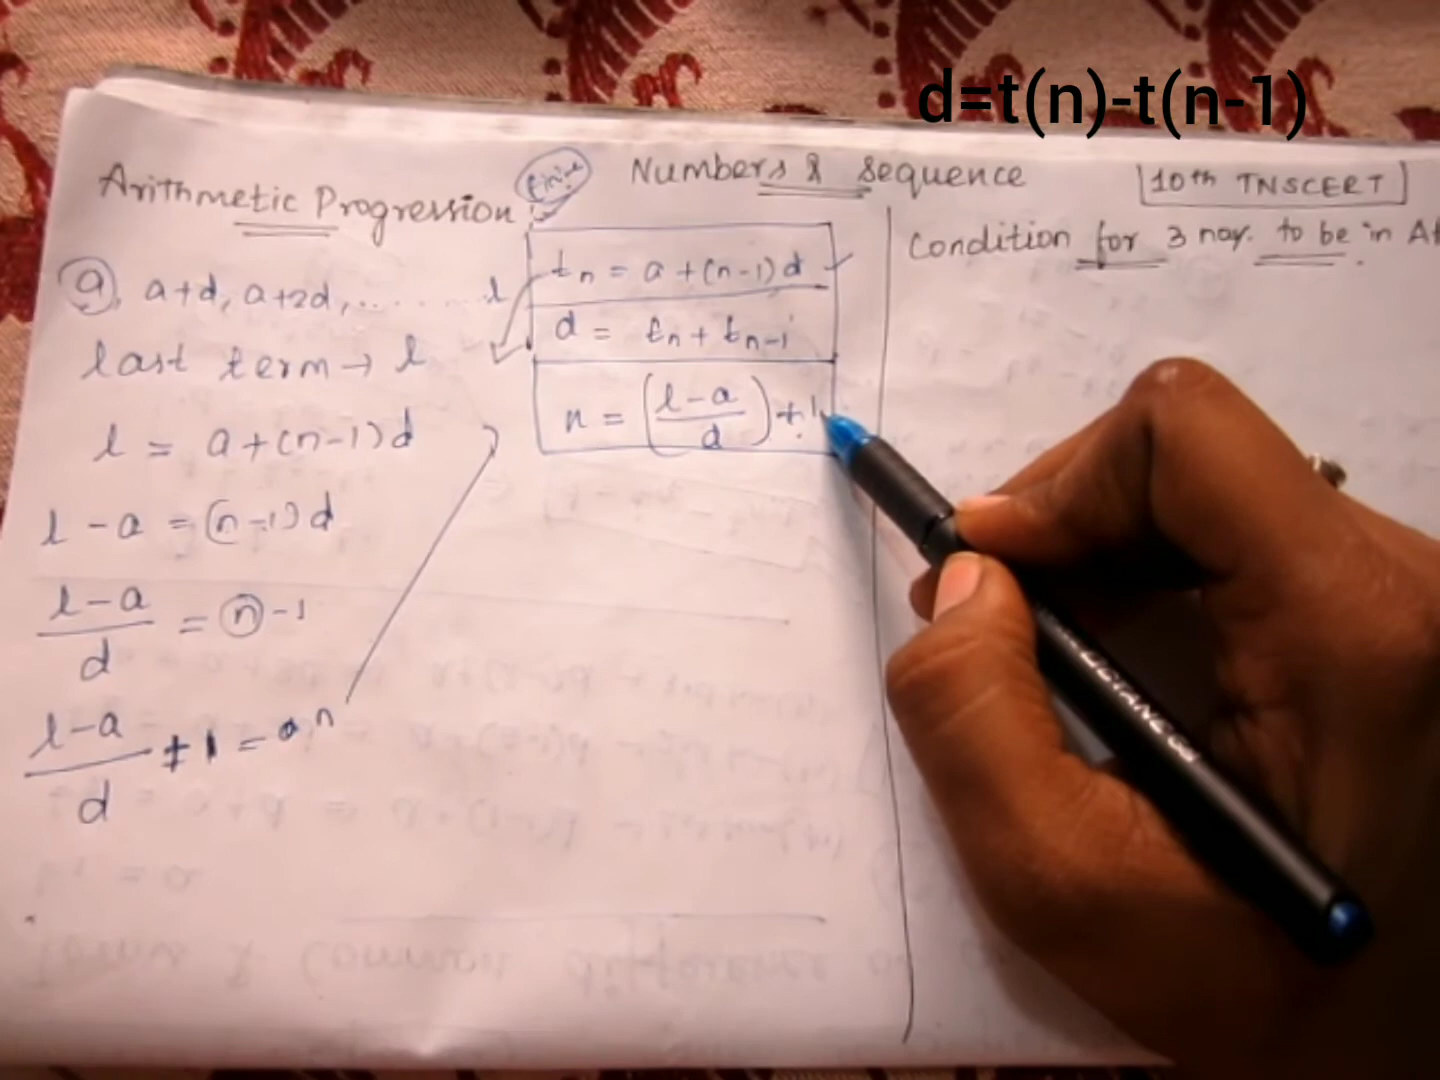 d=t(n)-t(n-1)
Numbers & Sequence
10th TNSCERT
Arithmetic Progression
finite
a, a+d, a+2d, ...... l
last term → l
l = a+(n-1)d
l - a = (n-1)d
l-a/d = n-1
l-a/d + 1 = n
tn = a+(n-1)d
d = tn + tn-1
n = (l-a/d)+1
Condition for 3 nos. to be in A